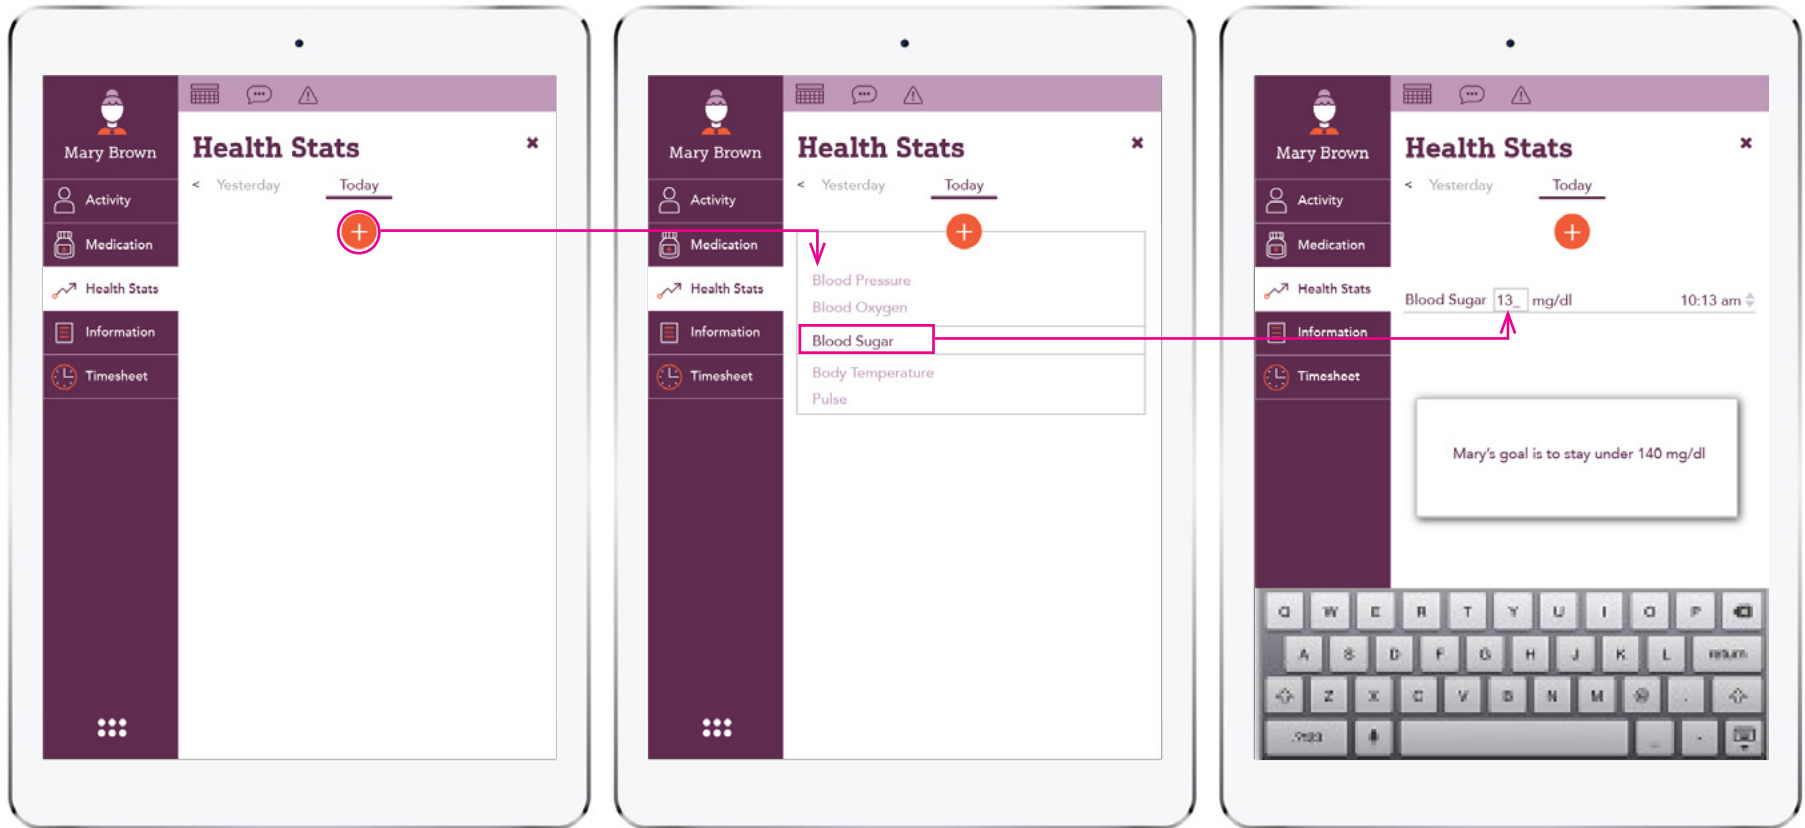 Mary Brown
Activity
Medication
Health Stats
Information
Timesheet
Health Stats
< Yesterday Today
Mary Brown
Activity
Medication
Health Stats
Information
Timesheet
Health Stats
< Yesterday Today
Blood Pressure
Blood Oxygen
Blood Sugar
Body Temperature
Pulse
Mary Brown
Activity
Medication
Health Stats
Information
Timesheet
Health Stats
< Yesterday Today
Blood Sugar 13_ mg/dl 10:13 am
Mary's goal is to stay under 140 mg/dl
Q W E R T Y U I O P
A S D F G H J K L return
Z X C V B N M @ .
.?123 _ -